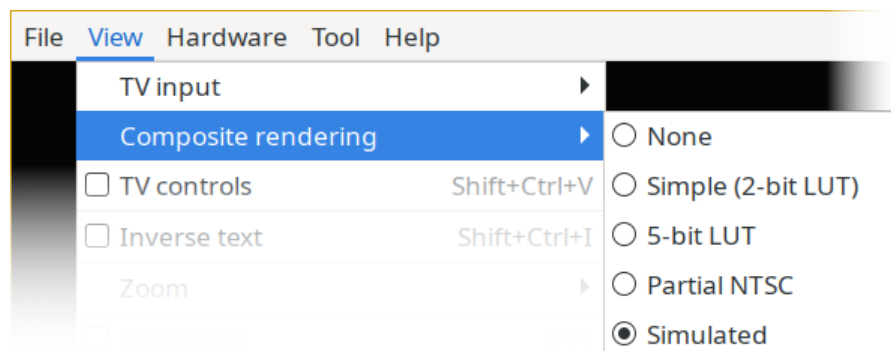 File View Hardware Tool Help
TV input
Composite rendering
TV controls Shift+Ctrl+V
Inverse text Shift+Ctrl+I
Zoom
None
Simple (2-bit LUT)
5-bit LUT
Partial NTSC
Simulated